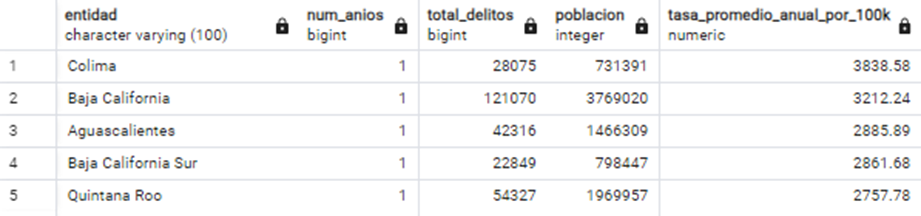 entidad num_anios total_delitos poblacion tasa_promedio_anual_por_100k
character varying (100) bigint bigint integer numeric
1 Colima 1 28075 731391 3838.58
2 Baja California 1 121070 3769020 3212.24
3 Aguascalientes 1 42316 1466309 2885.89
4 Baja California Sur 1 22849 798447 2861.68
5 Quintana Roo 1 54327 1969957 2757.78